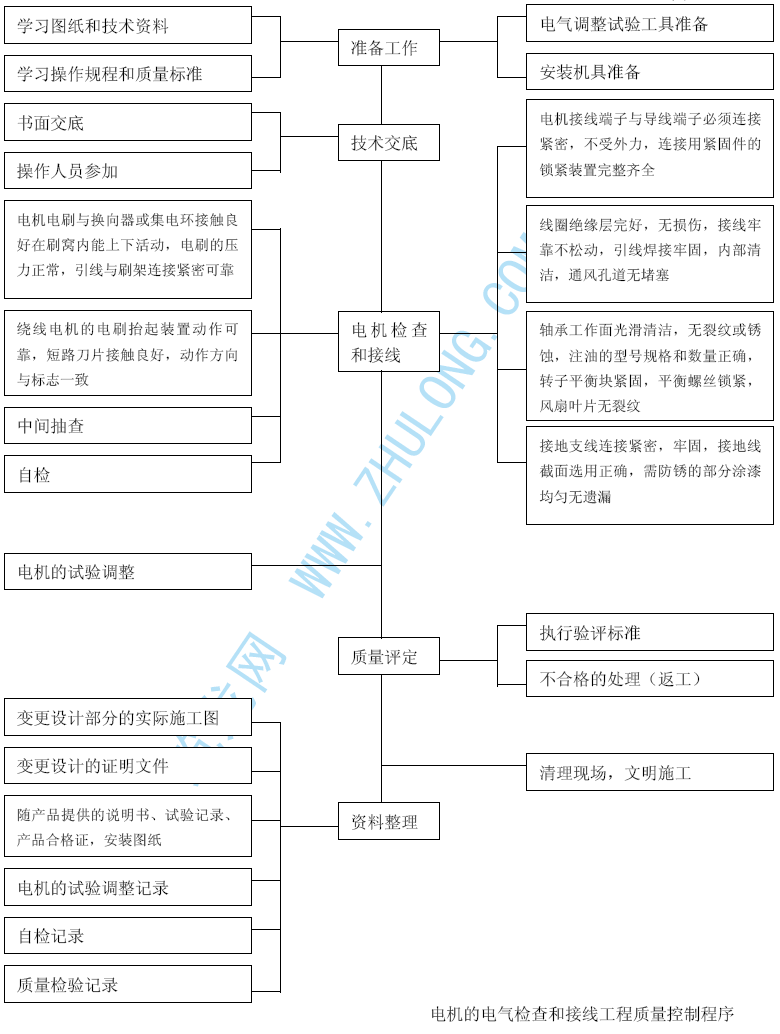 学习图纸和技术资料
学习操作规程和质量标准
准备工作
电气调整试验工具准备
安装机具准备
书面交底
操作人员参加
技术交底
电机电刷与换向器或集电环接触良
好在刷窝内能上下活动，电刷的压
力正常，引线与刷架连接紧密可靠
绕线电机的电刷抬起装置动作可
靠，短路刀片接触良好，动作方向
与标志一致
中间抽查
自检
电机检查
和接线
电机接线端子与导线端子必须连接
紧密，不受外力，连接用紧固件的
锁紧装置完整齐全
线圈绝缘层完好，无损伤，接线牢
靠不松动，引线焊接牢固，内部清
洁，通风孔道无堵塞
轴承工作面光滑清洁，无裂纹或锈
蚀，注油的型号规格和数量正确，
转子平衡块紧固，平衡螺丝锁紧，
风扇叶片无裂纹
接地支线连接紧密，牢固，接地线
截面选用正确，需防锈的部分涂漆
均匀无遗漏
电机的试验调整
质量评定
执行验评标准
不合格的处理（返工）
清理现场，文明施工
变更设计部分的实际施工图
变更设计的证明文件
随产品提供的说明书、试验记录、
产品合格证，安装图纸
电机的试验调整记录
自检记录
质量检验记录
资料整理
电机的电气检查和接线工程质量控制程序
网 WWW.ZHULONG.COM